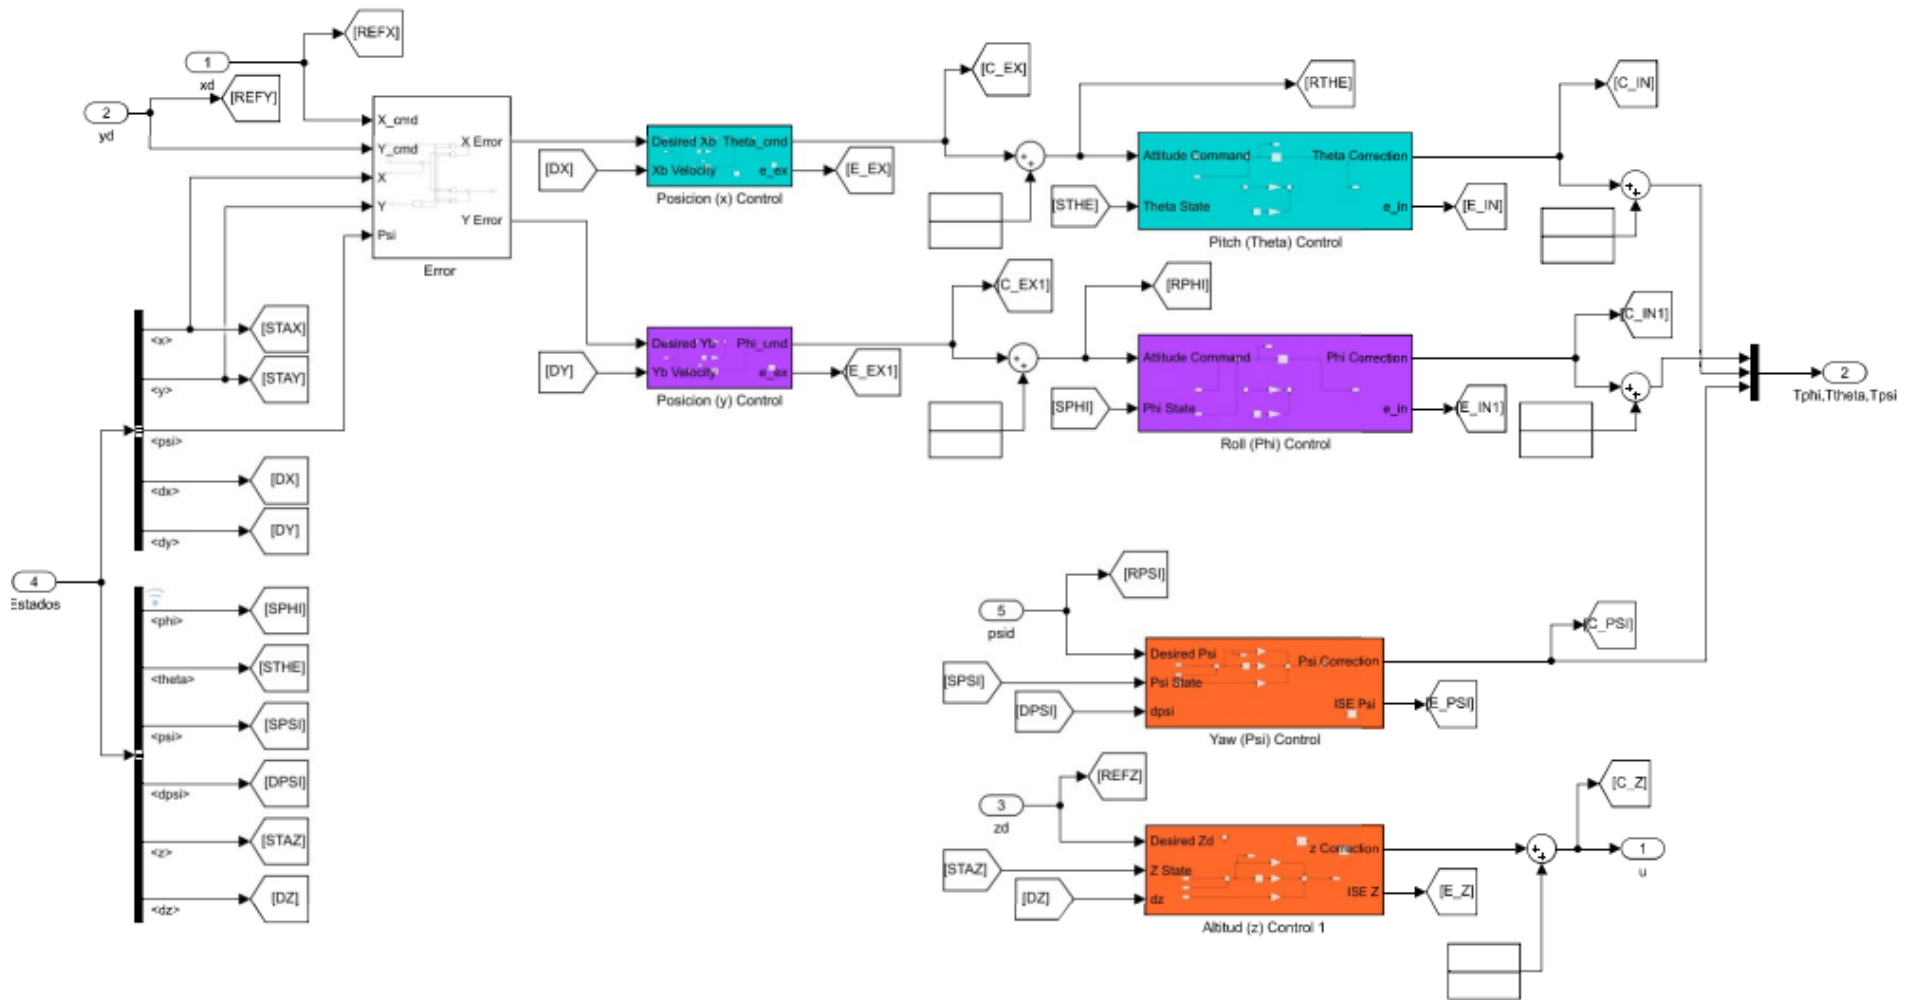 [REFX]
1
xd
[REFY]
2
yd
X_cmd
Y_cmd
X
Y
Psi
X Error
Y Error
Error
[DX]
Desired Xb
Theta_cmd
Xb Velocity
e_ex
Posicion (x) Control
[C_EX]
[E_EX]
[RTHE]
[STHE]
Attitude Command
Theta Correction
Theta State
e_in
Pitch (Theta) Control
[C_IN]
[E_IN]
[DY]
Desired Yb
Phi_cmd
Yb Velocity
e_ex
Posicion (y) Control
[C_EX1]
[E_EX1]
[RPHI]
[SPHI]
Attitude Command
Phi Correction
Phi State
e_in
Roll (Phi) Control
[C_IN1]
[E_IN1]
2
Tphi,Ttheta,Tpsi
<x>
[STAX]
<y>
[STAY]
<psi>
<dx>
[DX]
<dy>
[DY]
4
Estados
<phi>
[SPHI]
<theta>
[STHE]
<psi>
[SPSI]
<dpsi>
[DPSI]
<z>
[STAZ]
<dz>
[DZ]
[RPSI]
5
psid
[SPSI]
[DPSI]
Desired Psi
Psi Correction
Psi State
dpsi
ISE Psi
Yaw (Psi) Control
[C_PSI]
[E_PSI]
[REFZ]
3
zd
[STAZ]
[DZ]
Desired Zd
z Correction
Z State
dz
ISE Z
Altitud (z) Control 1
[C_Z]
[E_Z]
1
u